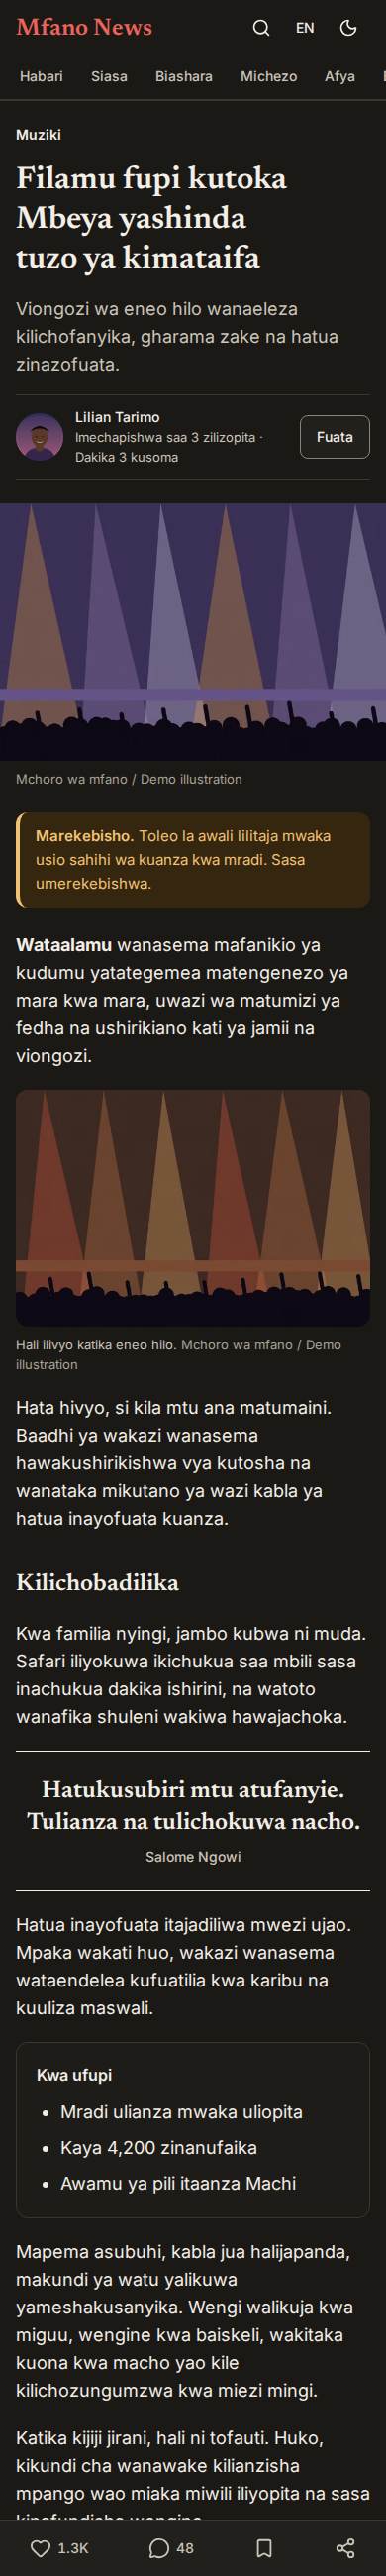 Mfano News
EN
Habari Siasa Biashara Michezo Afya
Muziki
Filamu fupi kutoka
Mbeya yashinda
tuzo ya kimataifa
Viongozi wa eneo hilo wanaeleza
kilichofanyika, gharama zake na hatua
zinazofuata.
Lilian Tarimo
Imechapishwa saa 3 zilizopita ·
Dakika 3 kusoma
Fuata
Mchoro wa mfano / Demo illustration
Marekebisho. Toleo la awali lilitaja mwaka
usio sahihi wa kuanza kwa mradi. Sasa
umerekebishwa.
Wataalamu wanasema mafanikio ya
kudumu yatategemea matengenezo ya
mara kwa mara, uwazi wa matumizi ya
fedha na ushirikiano kati ya jamii na
viongozi.
Hali ilivyo katika eneo hilo. Mchoro wa mfano / Demo
illustration
Hata hivyo, si kila mtu ana matumaini.
Baadhi ya wakazi wanasema
hawakushirikishwa vya kutosha na
wanataka mikutano ya wazi kabla ya
hatua inayofuata kuanza.
Kilichobadilika
Kwa familia nyingi, jambo kubwa ni muda.
Safari iliyokuwa ikichukua saa mbili sasa
inachukua dakika ishirini, na watoto
wanafika shuleni wakiwa hawajachoka.
Hatukusubiri mtu atufanyie.
Tulianza na tulichokuwa nacho.
Salome Ngowi
Hatua inayofuata itajadiliwa mwezi ujao.
Mpaka wakati huo, wakazi wanasema
wataendelea kufuatilia kwa karibu na
kuuliza maswali.
Kwa ufupi
• Mradi ulianza mwaka uliopita
• Kaya 4,200 zinanufaika
• Awamu ya pili itaanza Machi
Mapema asubuhi, kabla jua halijapanda,
makundi ya watu yalikuwa
yameshakusanyika. Wengi walikuja kwa
miguu, wengine kwa baiskeli, wakitaka
kuona kwa macho yao kile
kilichozungumzwa kwa miezi mingi.
Katika kijiji jirani, hali ni tofauti. Huko,
kikundi cha wanawake kilianzisha
mpango wao miaka miwili iliyopita na sasa
1.3K 48